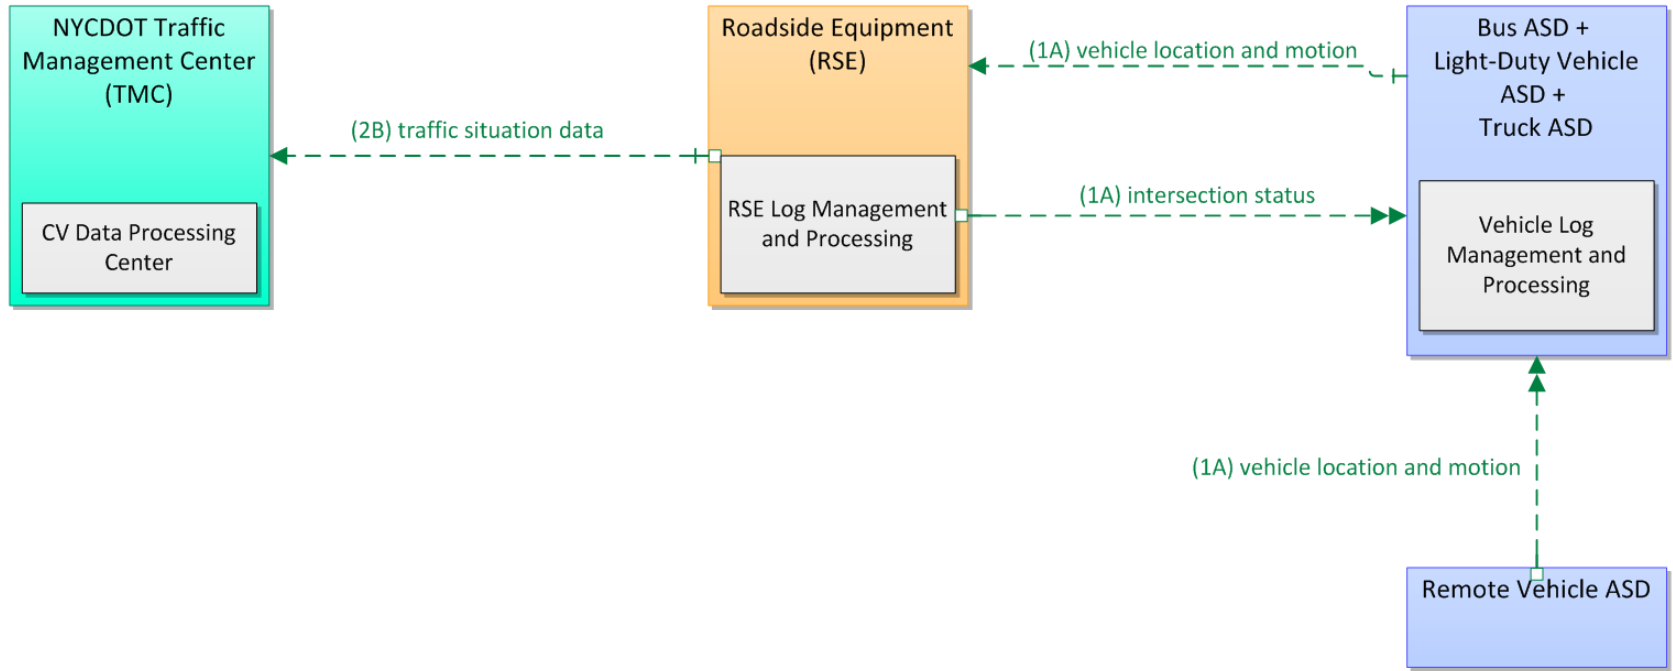 NYCDOT Traffic
Management Center
(TMC)
CV Data Processing
Center
(2B) traffic situation data
Roadside Equipment
(RSE)
RSE Log Management
and Processing
(1A) vehicle location and motion
(1A) intersection status
Bus ASD +
Light-Duty Vehicle
ASD +
Truck ASD
Vehicle Log
Management and
Processing
(1A) vehicle location and motion
Remote Vehicle ASD